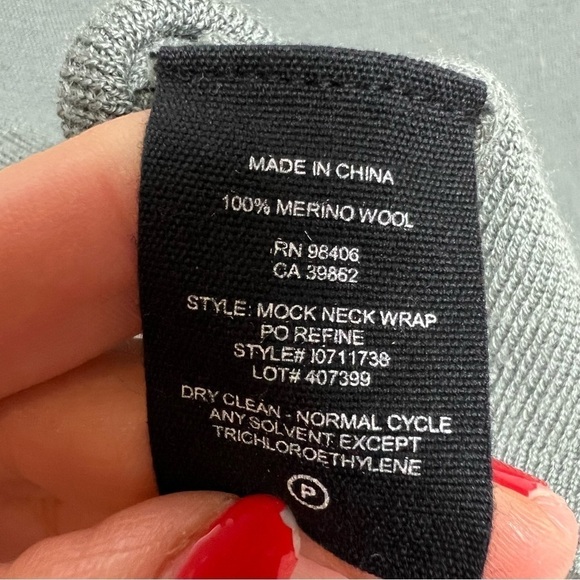 MADE IN CHINA
100% MERINO WOOL
RN 98406
CA 39862
STYLE: MOCK NECK WRAP
PO REFINE
STYLE# I0711738
LOT# 407399
DRY CLEAN - NORMAL CYCLE
ANY SOLVENT EXCEPT
TRICHLOROETHYLENE
P